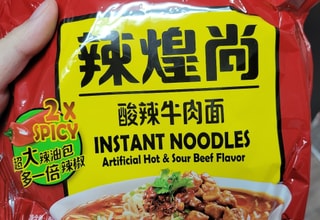 辣煌尚
酸辣牛肉面
INSTANT NOODLES
Artificial Hot & Sour Beef Flavor
2X
SPICY
超大辣油包
多一倍辣椒